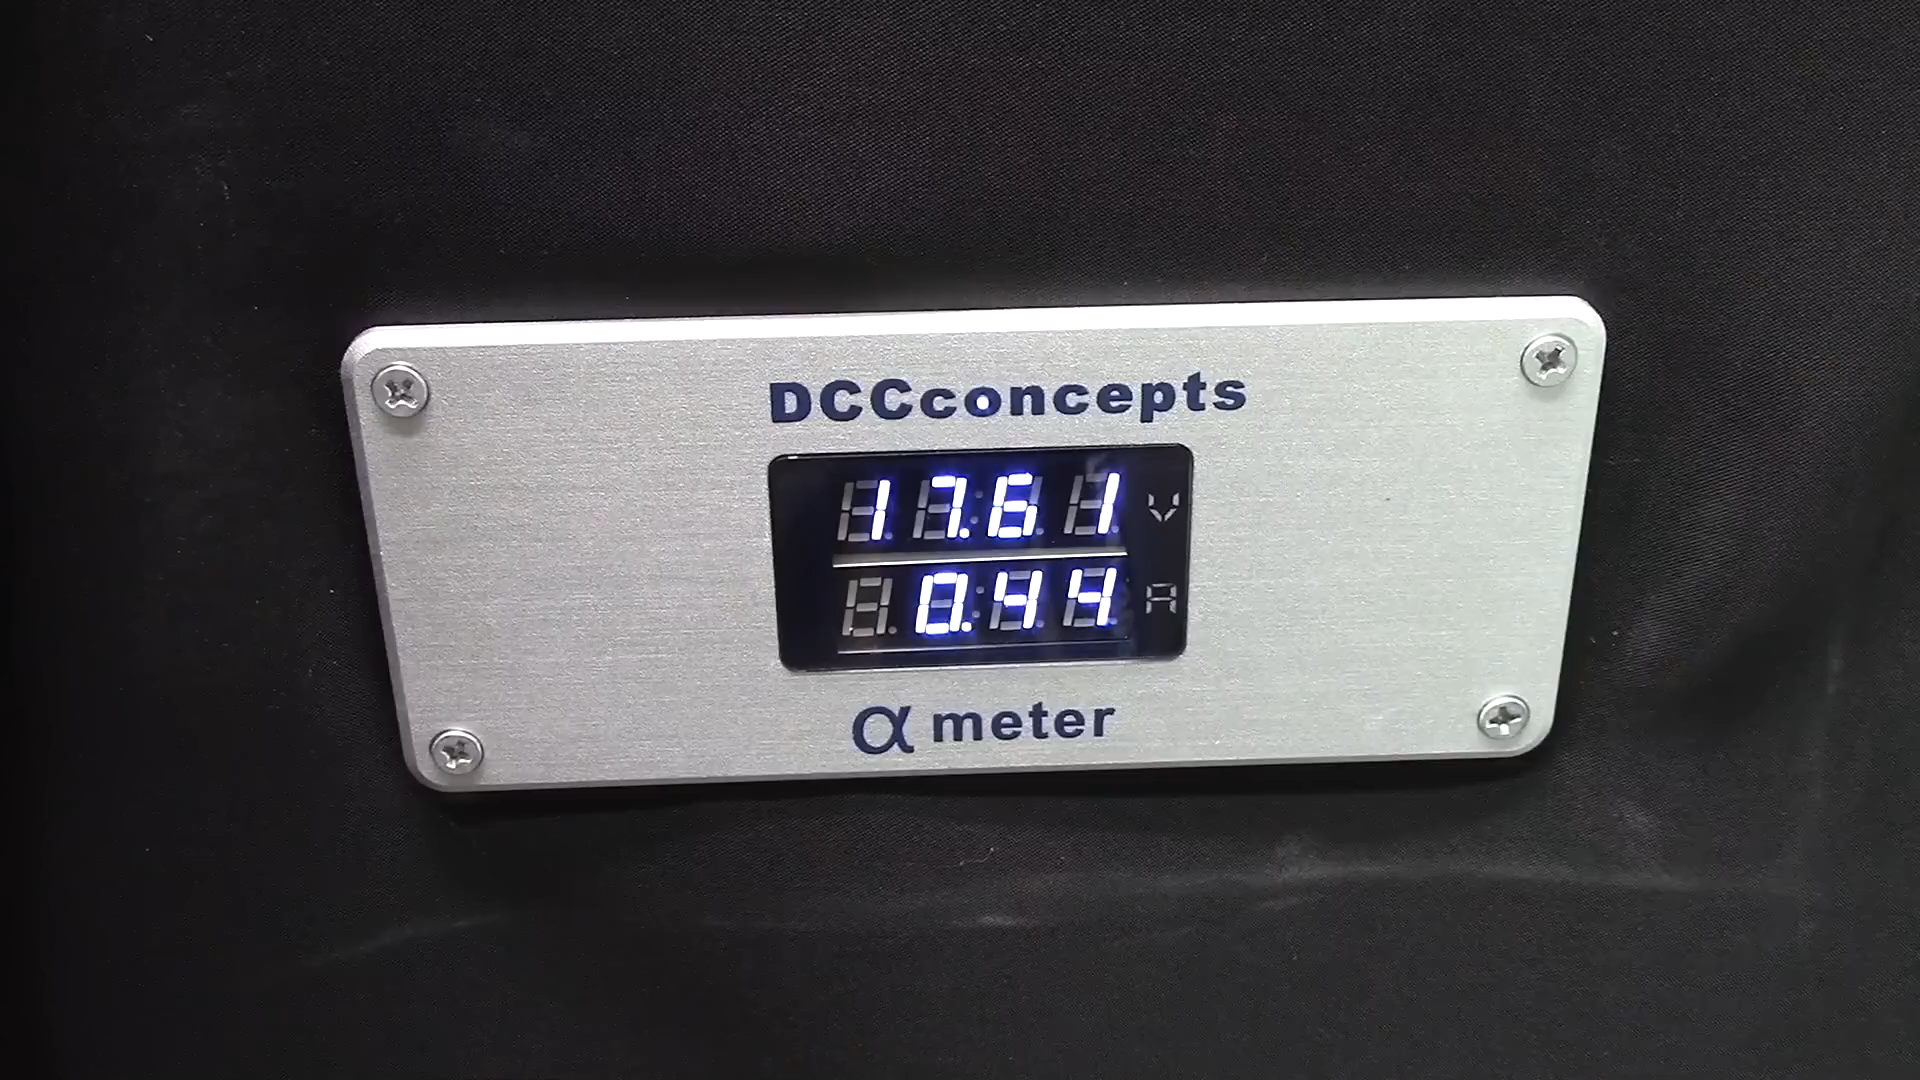 DCCconcepts
17.61 V
0.44 A
α meter